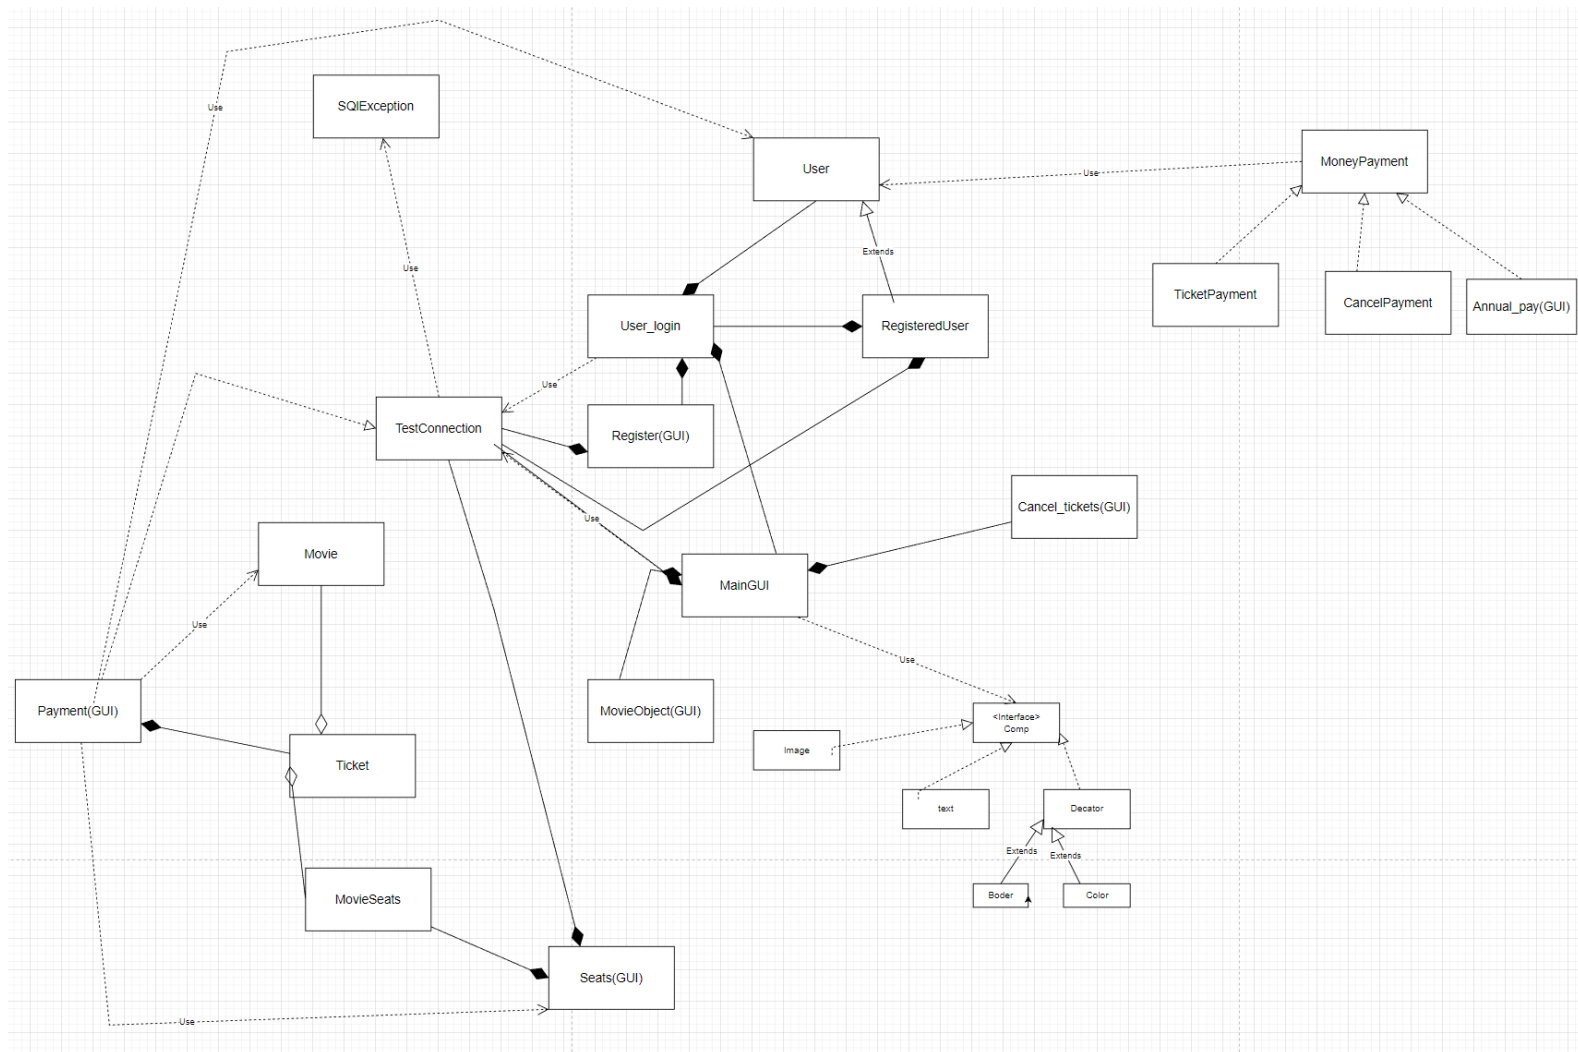 Use
SQlException
User
MoneyPayment
Use
Extends
Use
TicketPayment
CancelPayment
Annual_pay(GUI)
User_login
RegisteredUser
Use
TestConnection
Register(GUI)
Cancel_tickets(GUI)
Use
Movie
MainGUI
Use
Use
Payment(GUI)
MovieObject(GUI)
<Interface>
Comp
Image
Ticket
text
Decator
Extends
Extends
MovieSeats
Boder
Color
Seats(GUI)
Use